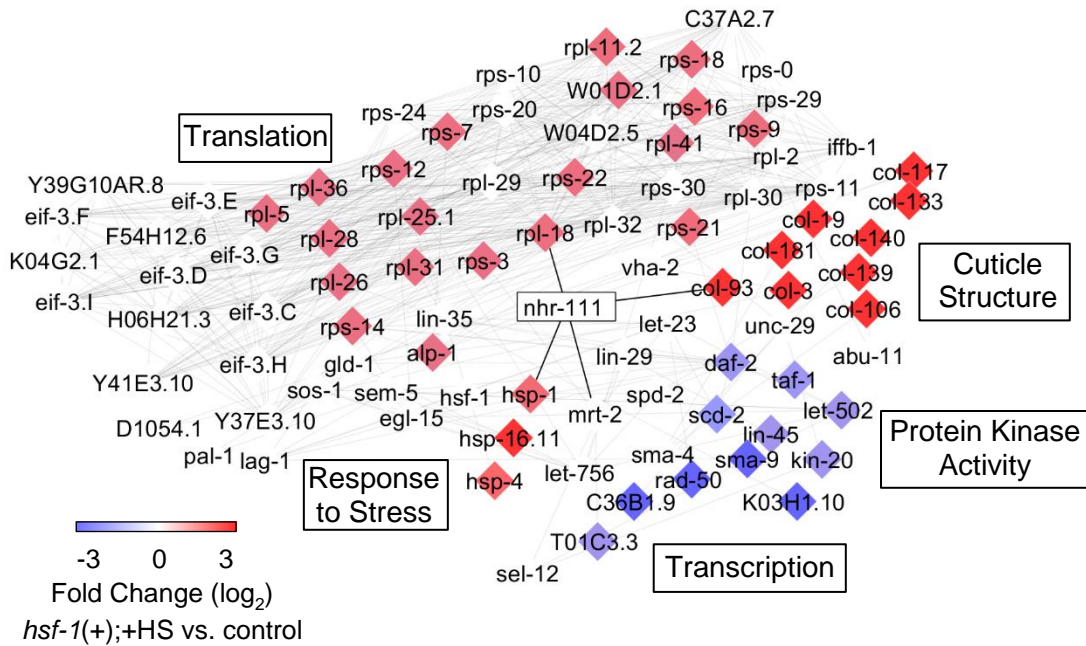 C37A2.7
rpl-11.2
rps-18
rps-10
rps-0
W01D2.1
rps-16
rps-29
rps-24
rps-20
rps-7
W04D2.5
rps-9
Translation
rpl-41
iffb-1
rpl-2
rps-12
col-117
Y39G10AR.8
rpl-36
rpl-29
rps-22
rps-30
rps-11
eif-3.E
rpl-30
col-133
eif-3.F
rpl-5
rpl-25.1
rpl-32
rps-21
col-19
F54H12.6
rpl-28
rpl-18
col-140
eif-3.G
col-181
K04G2.1
eif-3.D
rpl-31
rps-3
vha-2
col-139
Cuticle
Structure
rpl-26
col-93
col-3
eif-3.I
nhr-111
col-106
H06H21.3
eif-3.C
rps-14
lin-35
let-23
unc-29
alp-1
lin-29
abu-11
eif-3.H
gld-1
daf-2
taf-1
Y41E3.10
sos-1
sem-5
hsf-1
hsp-1
spd-2
egl-15
mrt-2
scd-2
let-502
D1054.1
Y37E3.10
lin-45
Protein Kinase
Activity
hsp-16.11
pal-1
lag-1
sma-4
sma-9
kin-20
Response
to Stress
hsp-4
let-756
rad-50
C36B1.9
K03H1.10
T01C3.3
Transcription
sel-12
-3 0 3
Fold Change (log2)
hsf-1(+);+HS vs. control